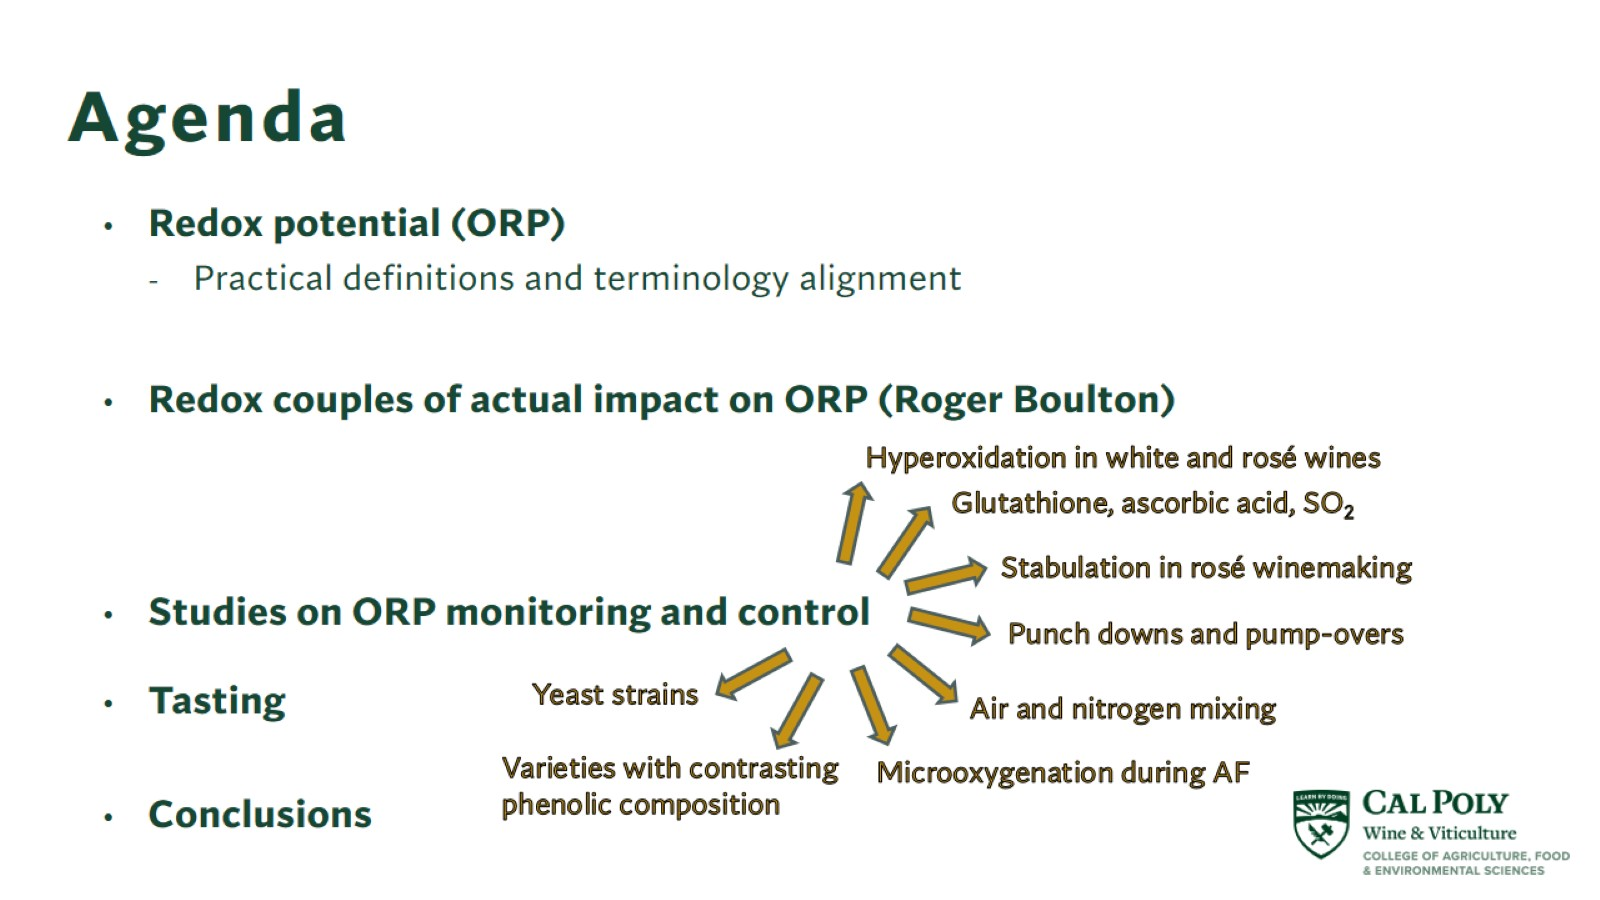 Agenda
• Redox potential (ORP)
- Practical definitions and terminology alignment
• Redox couples of actual impact on ORP (Roger Boulton)
Hyperoxidation in white and rosé wines
Glutathione, ascorbic acid, SO₂
Stabulation in rosé winemaking
• Studies on ORP monitoring and control
Punch downs and pump-overs
Yeast strains
• Tasting
Air and nitrogen mixing
Varieties with contrasting
phenolic composition
Microoxygenation during AF
• Conclusions
LEARN BY DOING
CAL POLY
Wine & Viticulture
COLLEGE OF AGRICULTURE, FOOD
& ENVIRONMENTAL SCIENCES